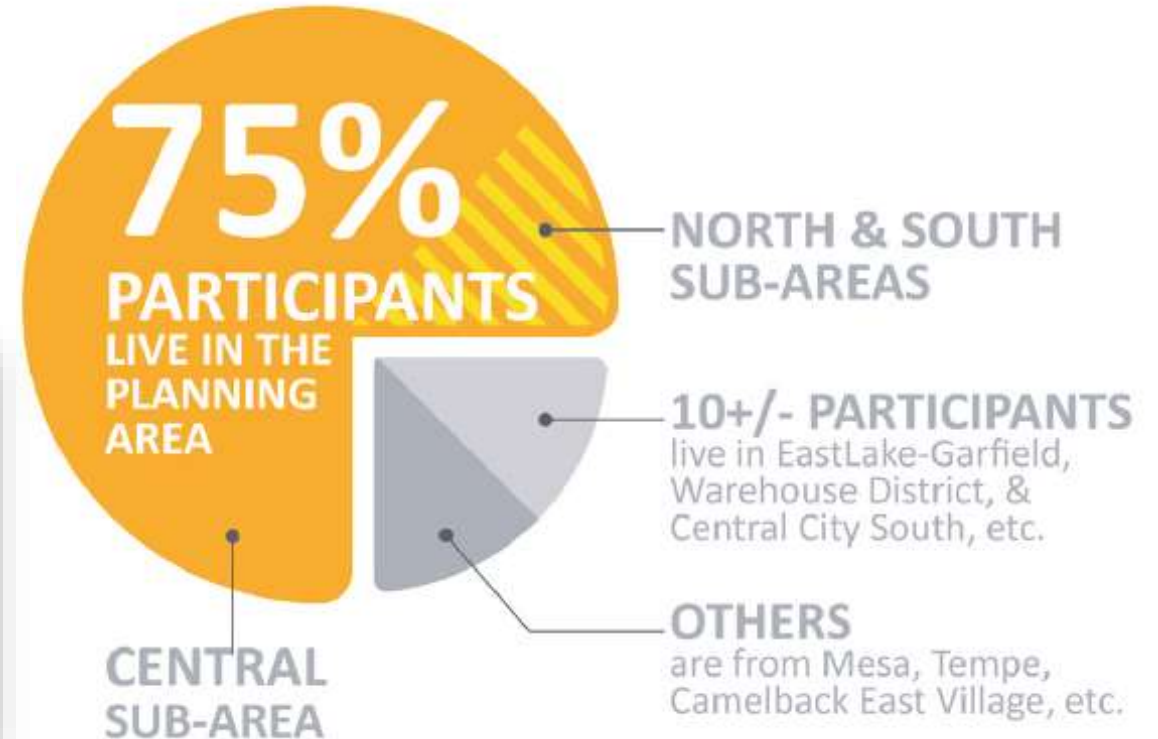 75%
PARTICIPANTS
LIVE IN THE
PLANNING
AREA
NORTH & SOUTH
SUB-AREAS
10+/- PARTICIPANTS
live in EastLake-Garfield,
Warehouse District, &
Central City South, etc.
OTHERS
are from Mesa, Tempe,
Camelback East Village, etc.
CENTRAL
SUB-AREA